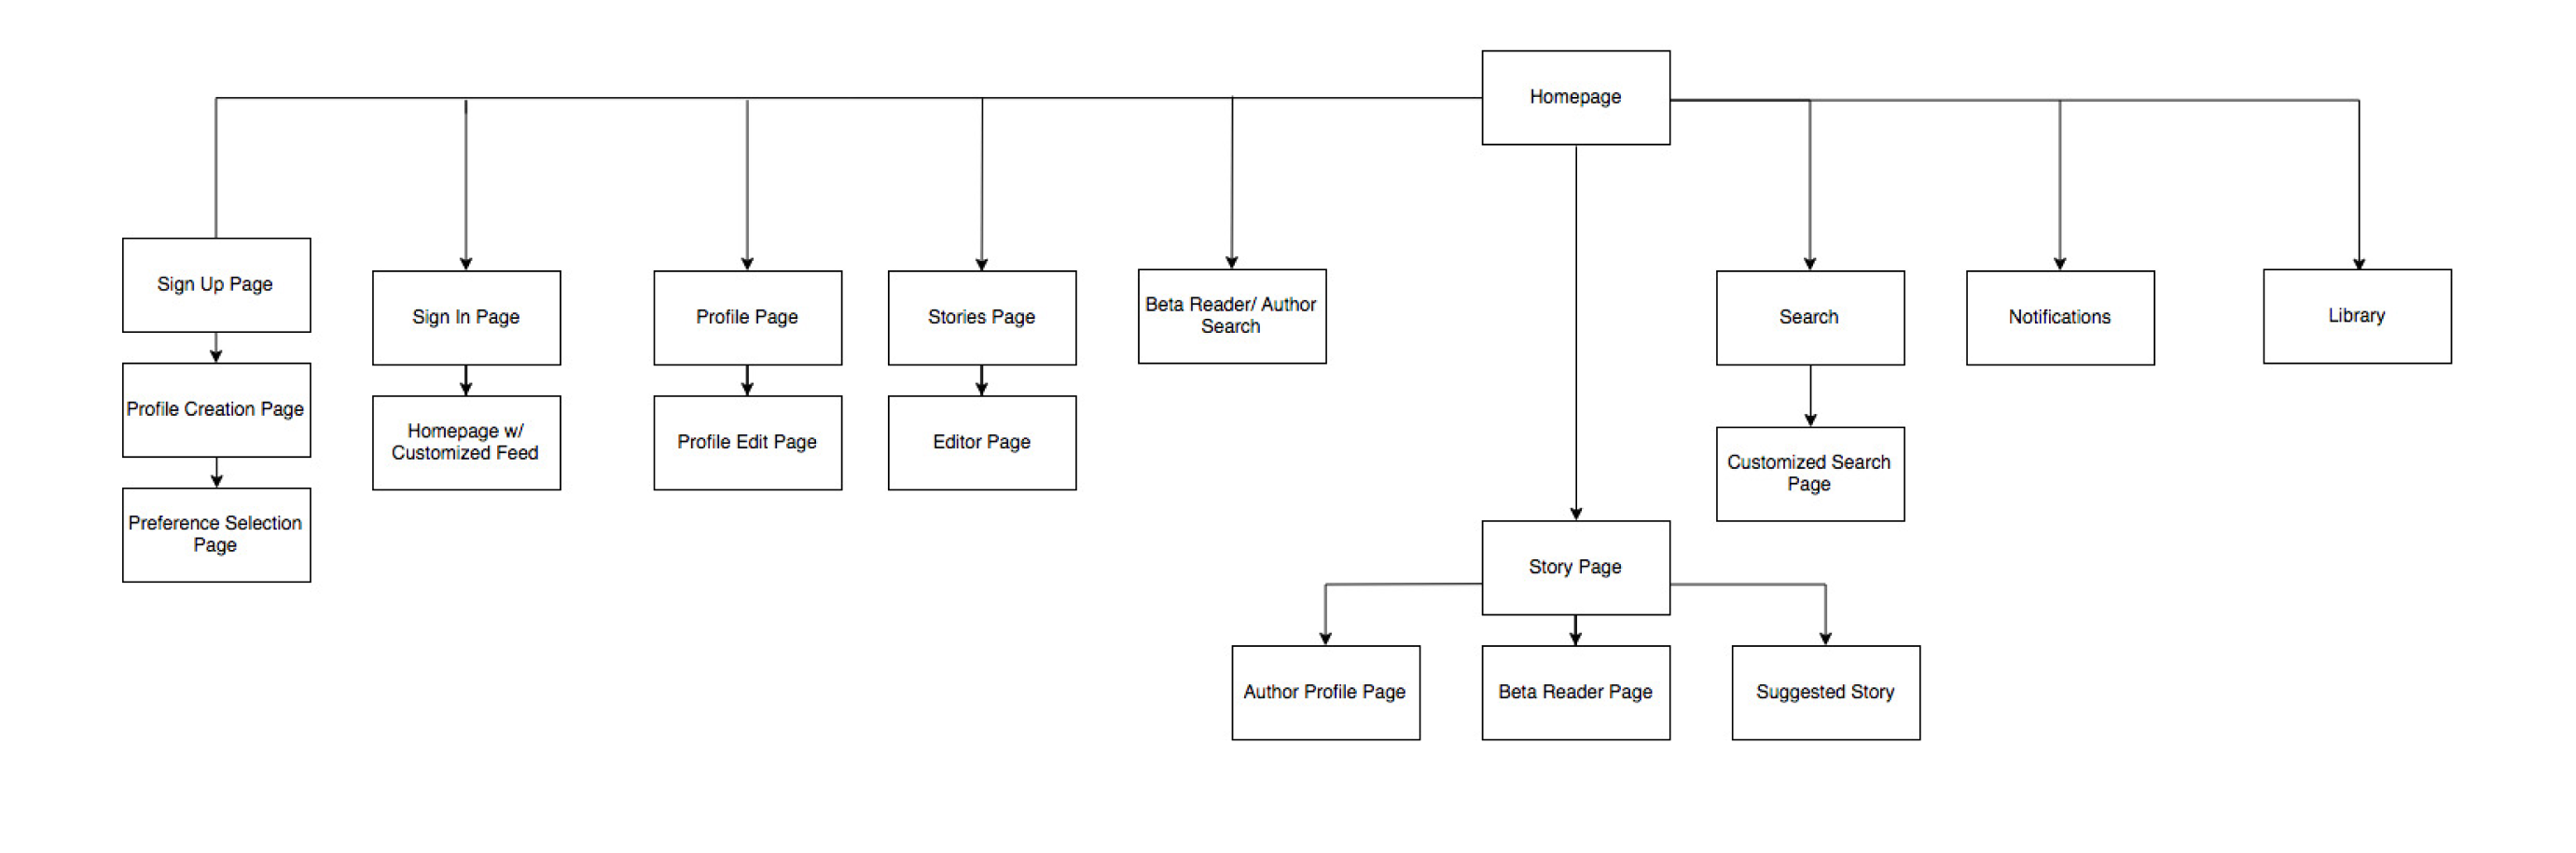 Homepage
Sign Up Page
Sign In Page
Profile Page
Stories Page
Beta Reader/ Author
Search
Search
Notifications
Library
Profile Creation Page
Homepage w/
Customized Feed
Profile Edit Page
Editor Page
Customized Search
Page
Preference Selection
Page
Story Page
Author Profile Page
Beta Reader Page
Suggested Story